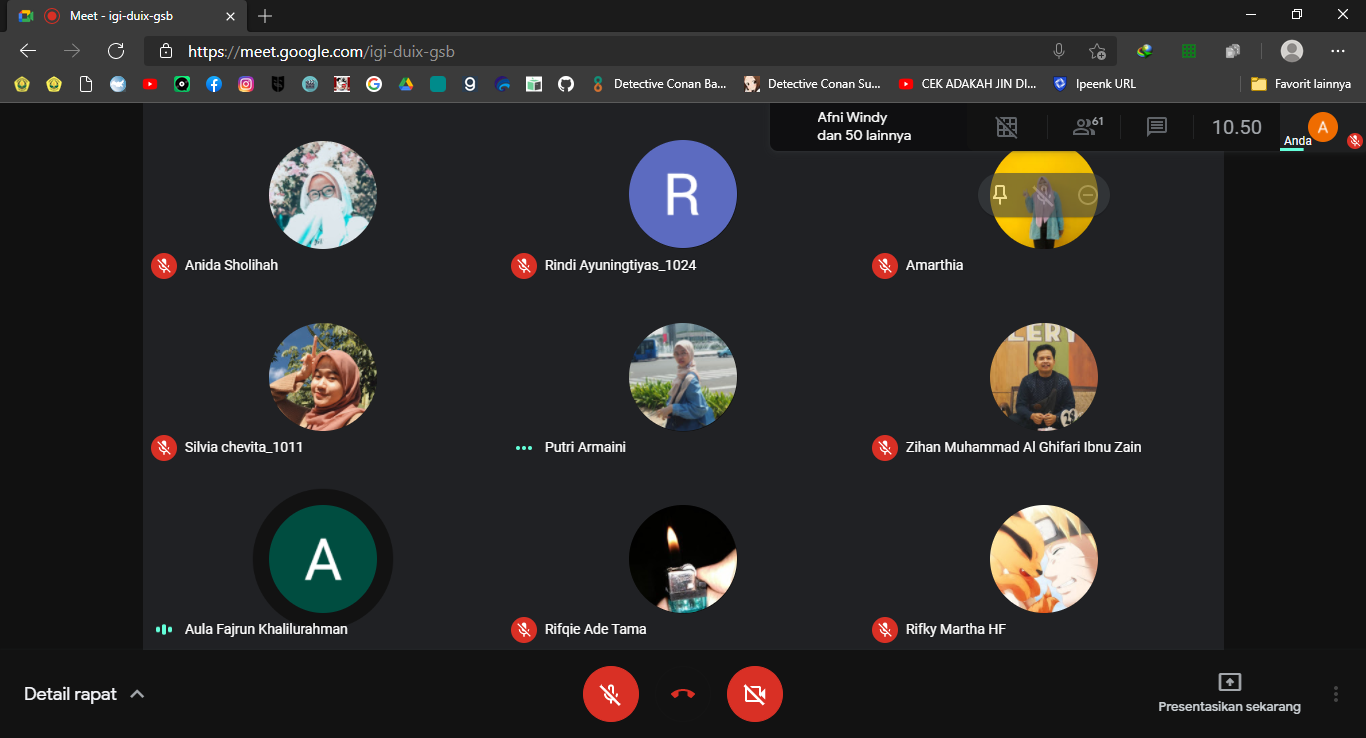 Meet - igi-duix-gsb
https://meet.google.com/igi-duix-gsb
Detective Conan Ba...
Detective Conan Su...
CEK ADAKAH JIN DI...
Ipeenk URL
Favorit lainnya
Afni Windy
dan 50 lainnya
61
10.50
Anda
A
R
Anida Sholihah
Rindi Ayuningtiyas_1024
Amarthia
Silvia chevita_1011
Putri Armaini
Zihan Muhammad Al Ghifari Ibnu Zain
A
Aula Fajrun Khalilurahman
Rifqie Ade Tama
Rifky Martha HF
Detail rapat
Presentasikan sekarang